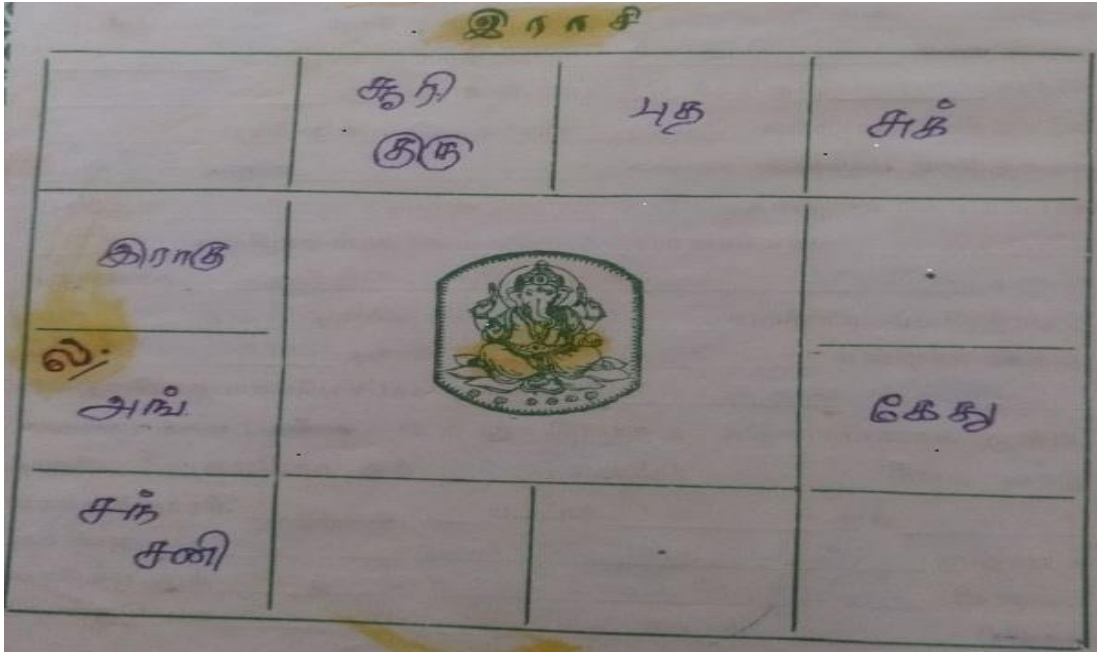 இராசி
சூரி
குரு
புத
சுக்
இராகு
ல.
அங்.
கேது
சந்
சனி